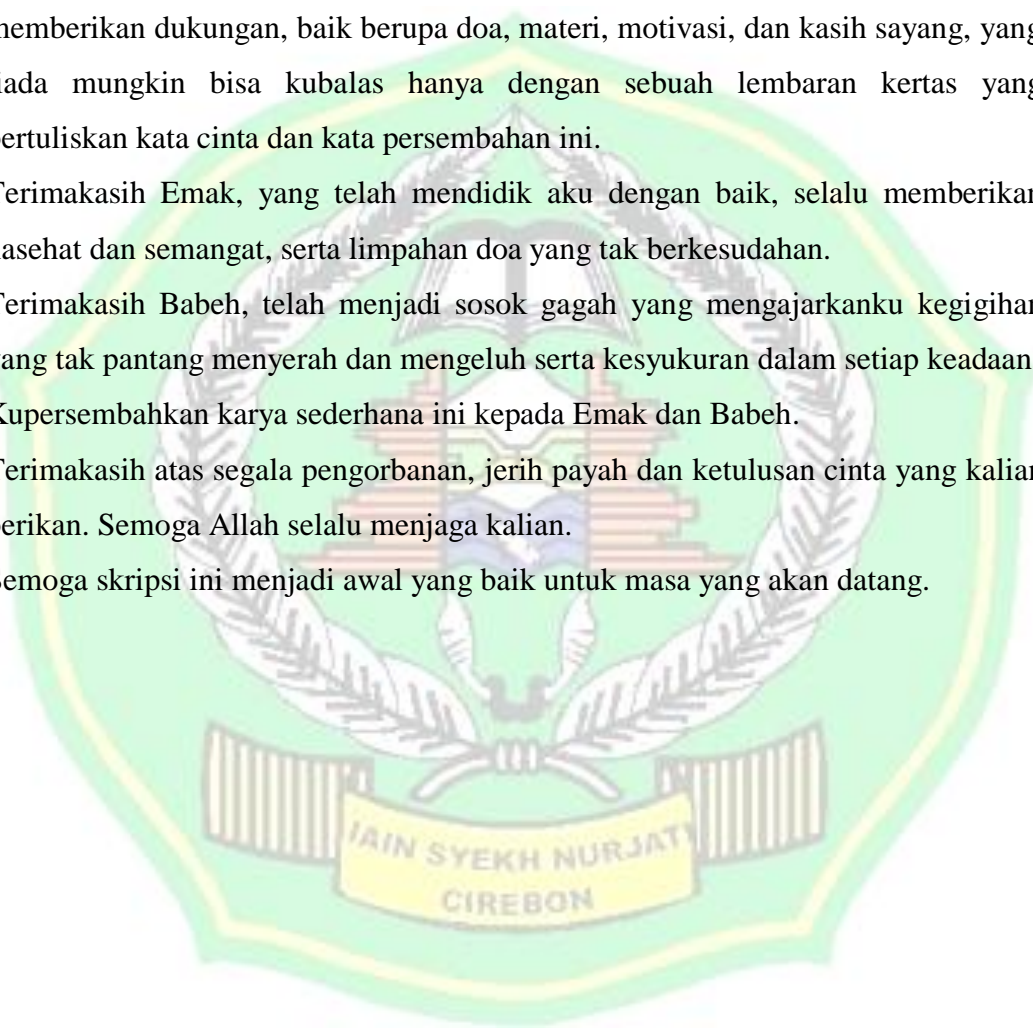 memberikan dukungan, baik berupa doa, materi, motivasi, dan kasih sayang, yang
tiada mungkin bisa kubalas hanya dengan sebuah lembaran kertas yang
bertuliskan kata cinta dan kata persembahan ini.
Terimakasih Emak, yang telah mendidik aku dengan baik, selalu memberikan
nasehat dan semangat, serta limpahan doa yang tak berkesudahan.
Terimakasih Babeh, telah menjadi sosok gagah yang mengajarkanku kegigihan
yang tak pantang menyerah dan mengeluh serta kesyukuran dalam setiap keadaan
Kupersembahkan karya sederhana ini kepada Emak dan Babeh.
Terimakasih atas segala pengorbanan, jerih payah dan ketulusan cinta yang kalian
berikan. Semoga Allah selalu menjaga kalian.
Semoga skripsi ini menjadi awal yang baik untuk masa yang akan datang.
IAIN SYEKH NURJATI
CIREBON